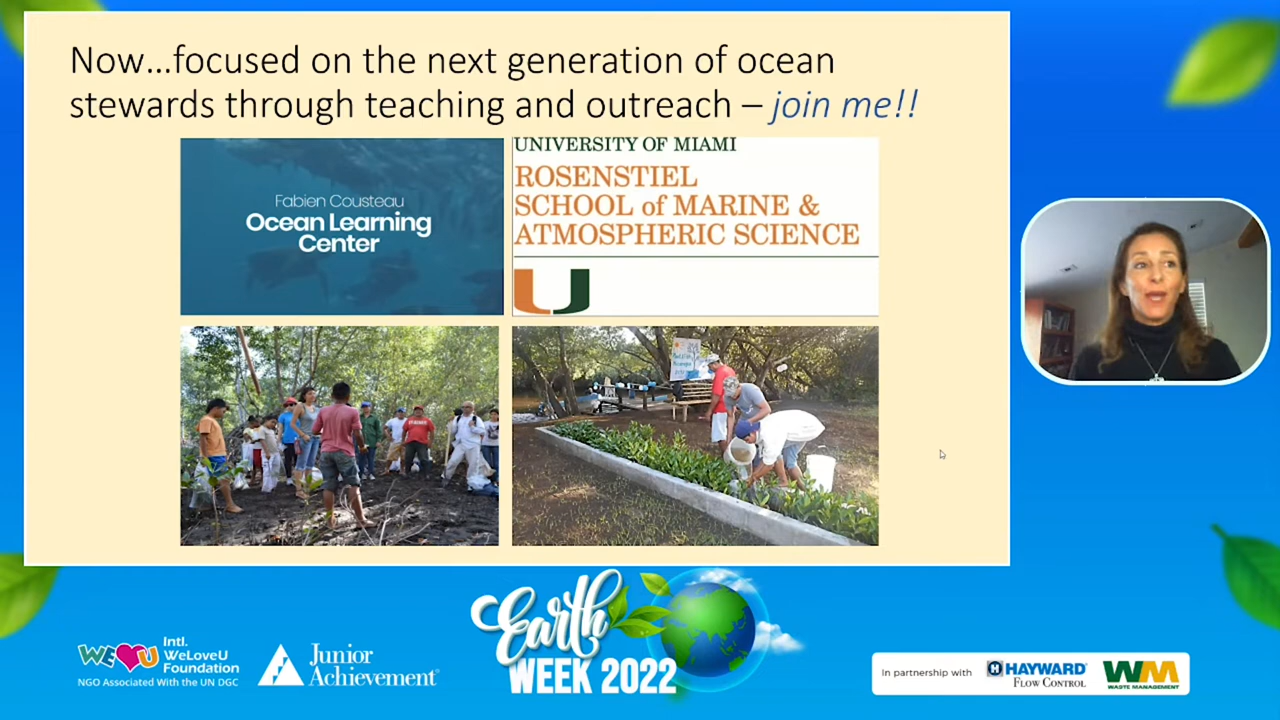 Now…focused on the next generation of ocean
stewards through teaching and outreach – join me!!
Fabien Cousteau
Ocean Learning
Center
UNIVERSITY OF MIAMI
ROSENSTIEL
SCHOOL of MARINE &
ATMOSPHERIC SCIENCE
U
Earth
WEEK 2022
WE U
Intl.
WeLoveU
Foundation
NGO Associated With the UN DGC
Junior
Achievement®
In partnership with
H HAYWARD®
FLOW CONTROL
WM
WASTE MANAGEMENT